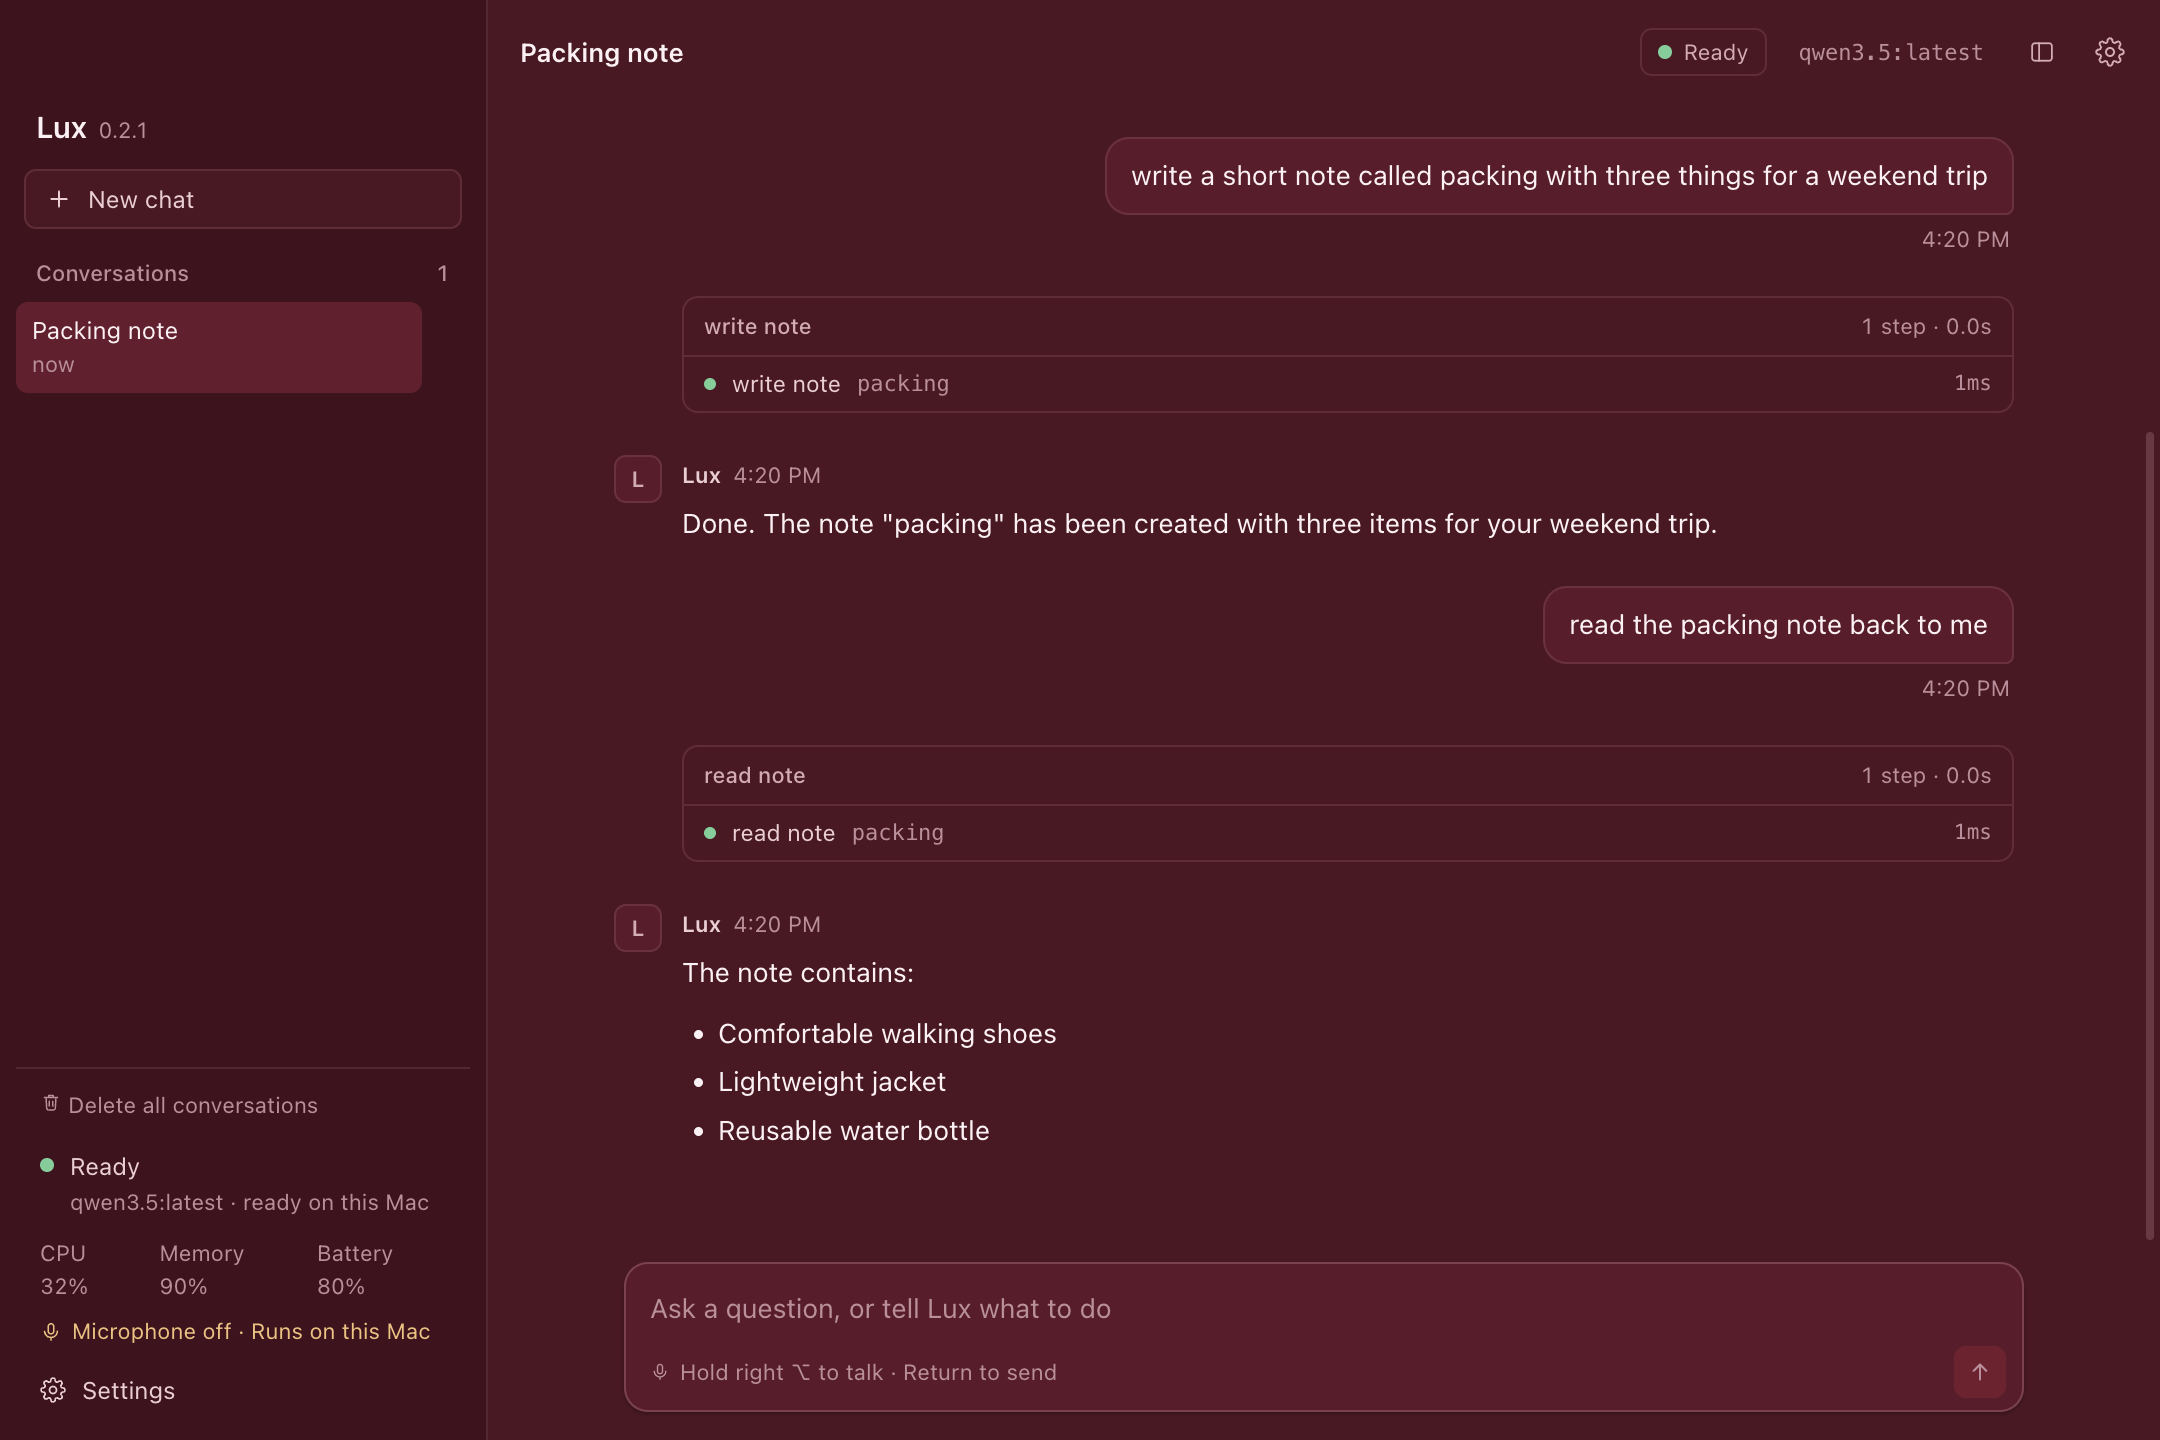 Lux 0.2.1
New chat
Conversations 1
Packing note
now
Delete all conversations
Ready
qwen3.5:latest · ready on this Mac
CPU Memory Battery
32% 90% 80%
Microphone off · Runs on this Mac
Settings
Packing note
Ready qwen3.5:latest
write a short note called packing with three things for a weekend trip
4:20 PM
write note 1 step · 0.0s
write note packing 1ms
L Lux 4:20 PM
Done. The note "packing" has been created with three items for your weekend trip.
read the packing note back to me
4:20 PM
read note 1 step · 0.0s
read note packing 1ms
L Lux 4:20 PM
The note contains:
• Comfortable walking shoes
• Lightweight jacket
• Reusable water bottle
Ask a question, or tell Lux what to do
Hold right ⌥ to talk · Return to send